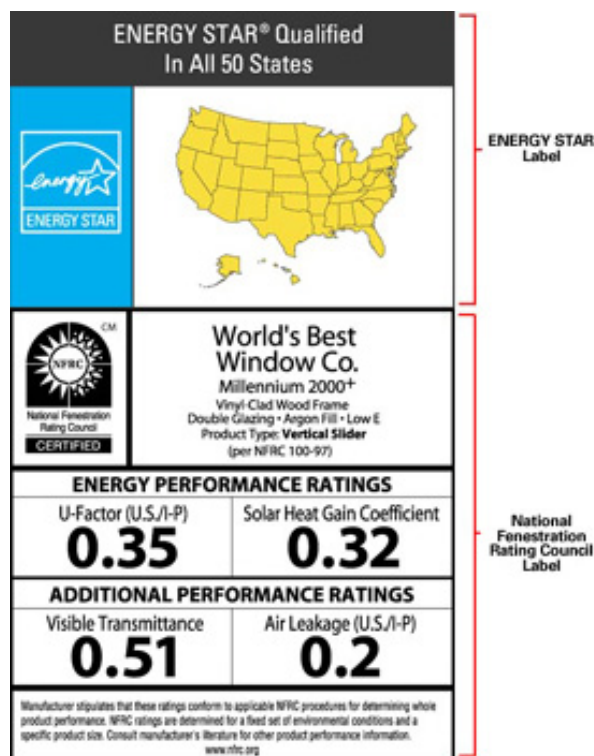 ENERGY STAR® Qualified
In All 50 States
energy
ENERGY STAR
ENERGY STAR
Label
CM
NFRC
National Fenestration
Rating Council
CERTIFIED
World's Best
Window Co.
Millennium 2000+
Vinyl-Clad Wood Frame
Double Glazing • Argon Fill • Low E
Product Type: Vertical Slider
(per NFRC 100-97)
ENERGY PERFORMANCE RATINGS
U-Factor (U.S./I-P)
0.35
Solar Heat Gain Coefficient
0.32
National
Fenestration
Rating Council
Label
ADDITIONAL PERFORMANCE RATINGS
Visible Transmittance
0.51
Air Leakage (U.S./I-P)
0.2
Manufacturer stipulates that these ratings conform to applicable NFRC procedures for determining whole
product performance. NFRC ratings are determined for a fixed set of environmental conditions and a
specific product size. Consult manufacturer's literature for other product performance information.
www.nfrc.org